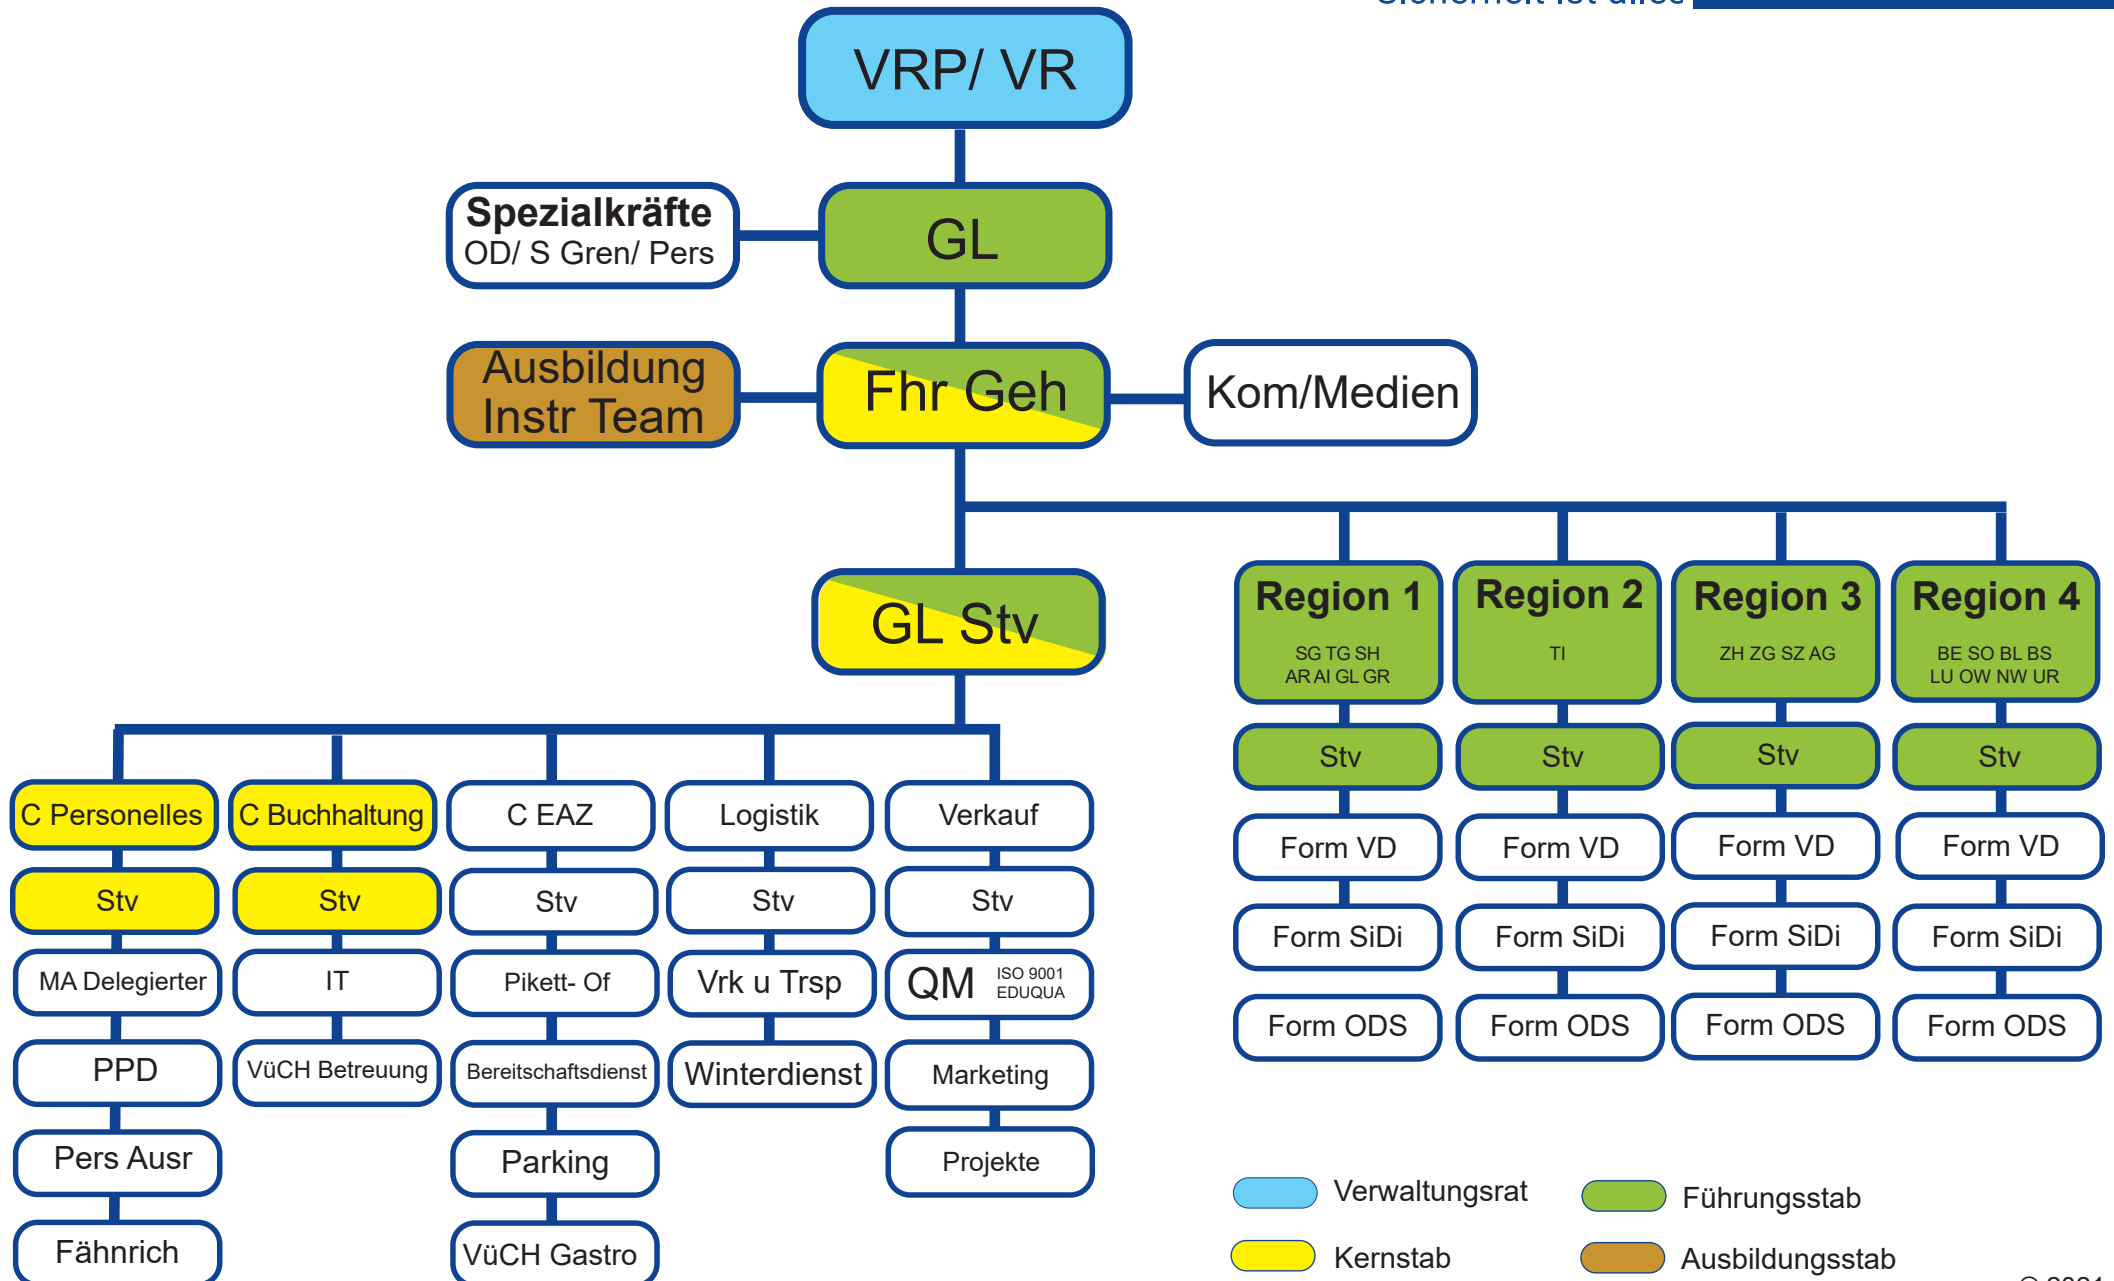 Sicherheit ist alles
VRP/ VR
Spezialkräfte
OD/ S Gren/ Pers
GL
Ausbildung
Instr Team
Fhr Geh
Kom/Medien
GL Stv
Region 1
SG TG SH
AR AI GL GR
Region 2
TI
Region 3
ZH ZG SZ AG
Region 4
BE SO BL BS
LU OW NW UR
Stv
Stv
Stv
Stv
Form VD
Form VD
Form VD
Form VD
Form SiDi
Form SiDi
Form SiDi
Form SiDi
Form ODS
Form ODS
Form ODS
Form ODS
C Personelles
C Buchhaltung
C EAZ
Logistik
Verkauf
Stv
Stv
Stv
Stv
Stv
MA Delegierter
IT
Pikett- Of
Vrk u Trsp
QM
ISO 9001
EDUQUA
PPD
VüCH Betreuung
Bereitschaftsdienst
Winterdienst
Marketing
Pers Ausr
Parking
Projekte
Fähnrich
VüCH Gastro
Verwaltungsrat
Führungsstab
Kernstab
Ausbildungsstab
© 2021